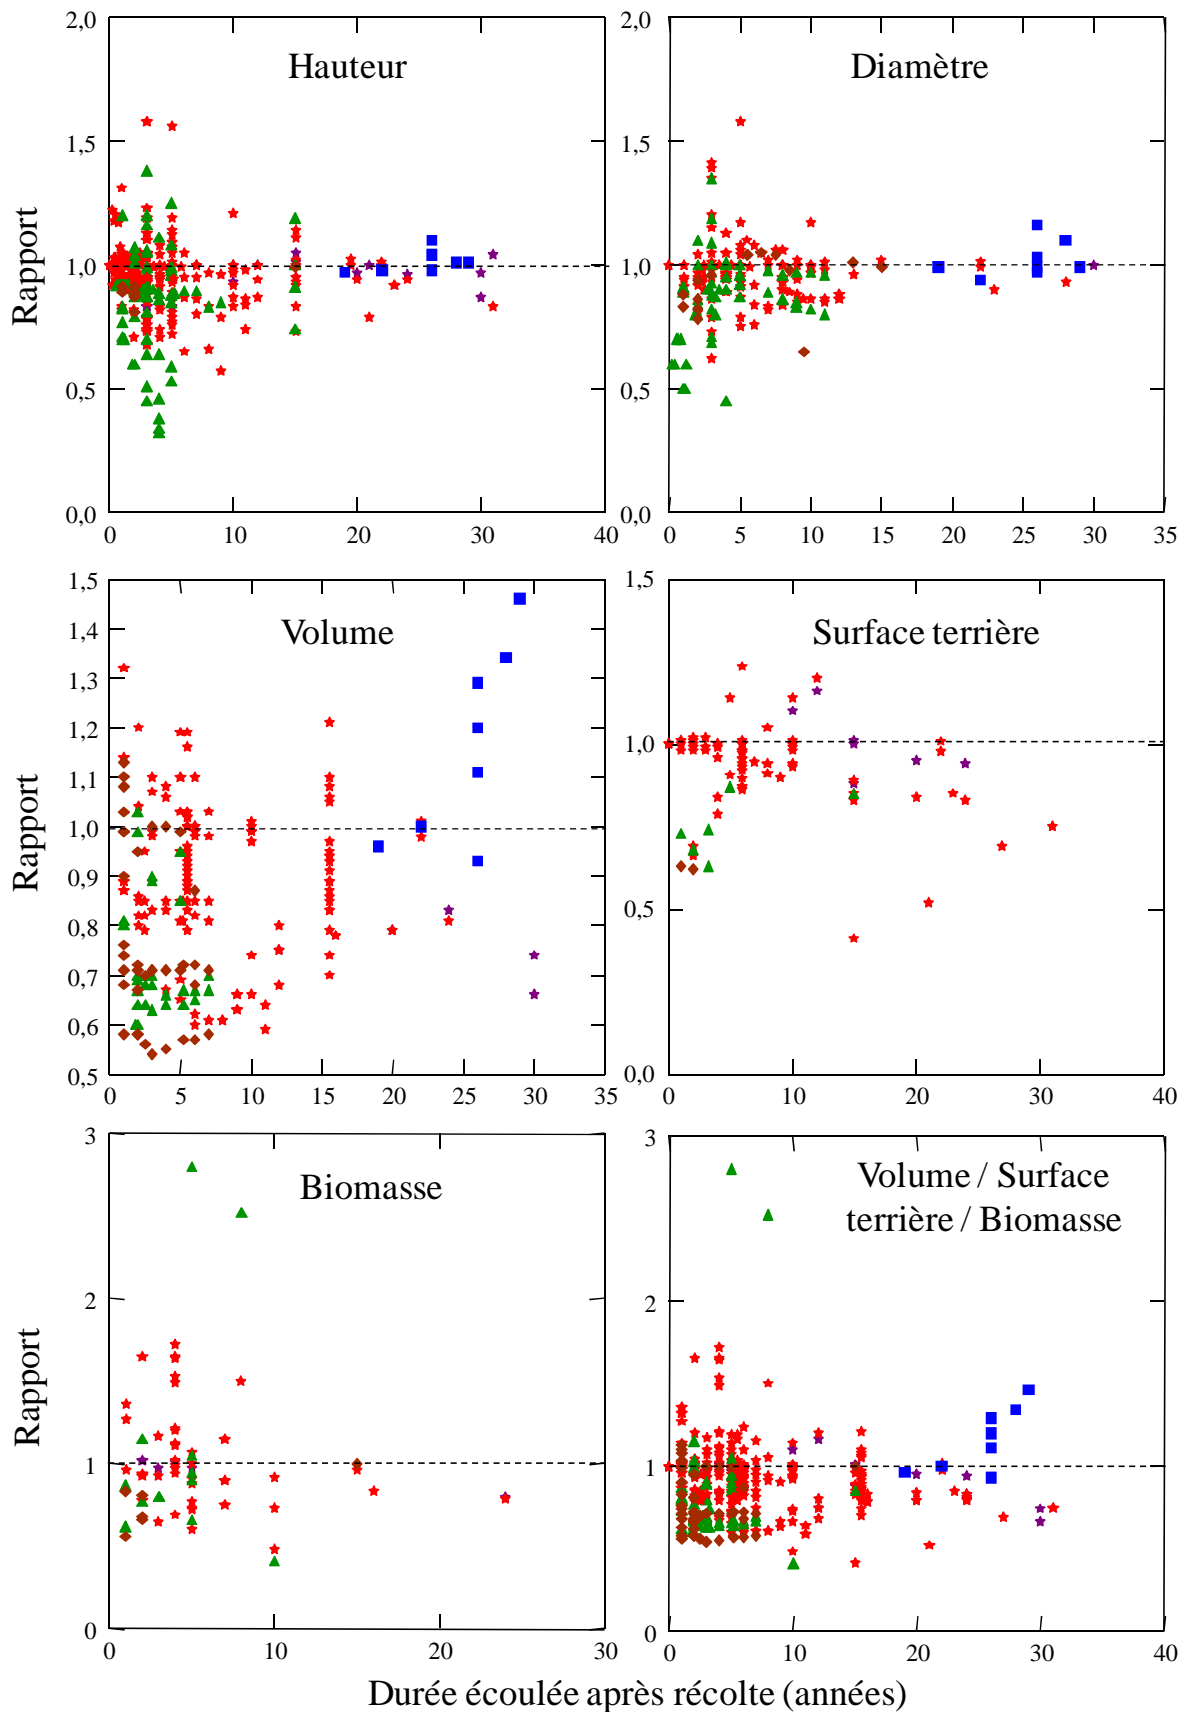 Hauteur
2,0
1,5
1,0
0,5
0,0
0 10 20 30 40
Rapport
Diamètre
2,0
1,5
1,0
0,5
0,0
0 5 10 15 20 25 30 35
Volume
1,5
1,4
1,3
1,2
1,1
1,0
0,9
0,8
0,7
0,6
0,5
0 5 10 15 20 25 30 35
Rapport
Surface terrière
1,5
1,0
0,5
0,0
0 10 20 30 40
Biomasse
3
2
1
0
0 10 20 30
Rapport
Volume / Surface
terrière / Biomasse
3
2
1
0
0 10 20 30 40
Durée écoulée après récolte (années)